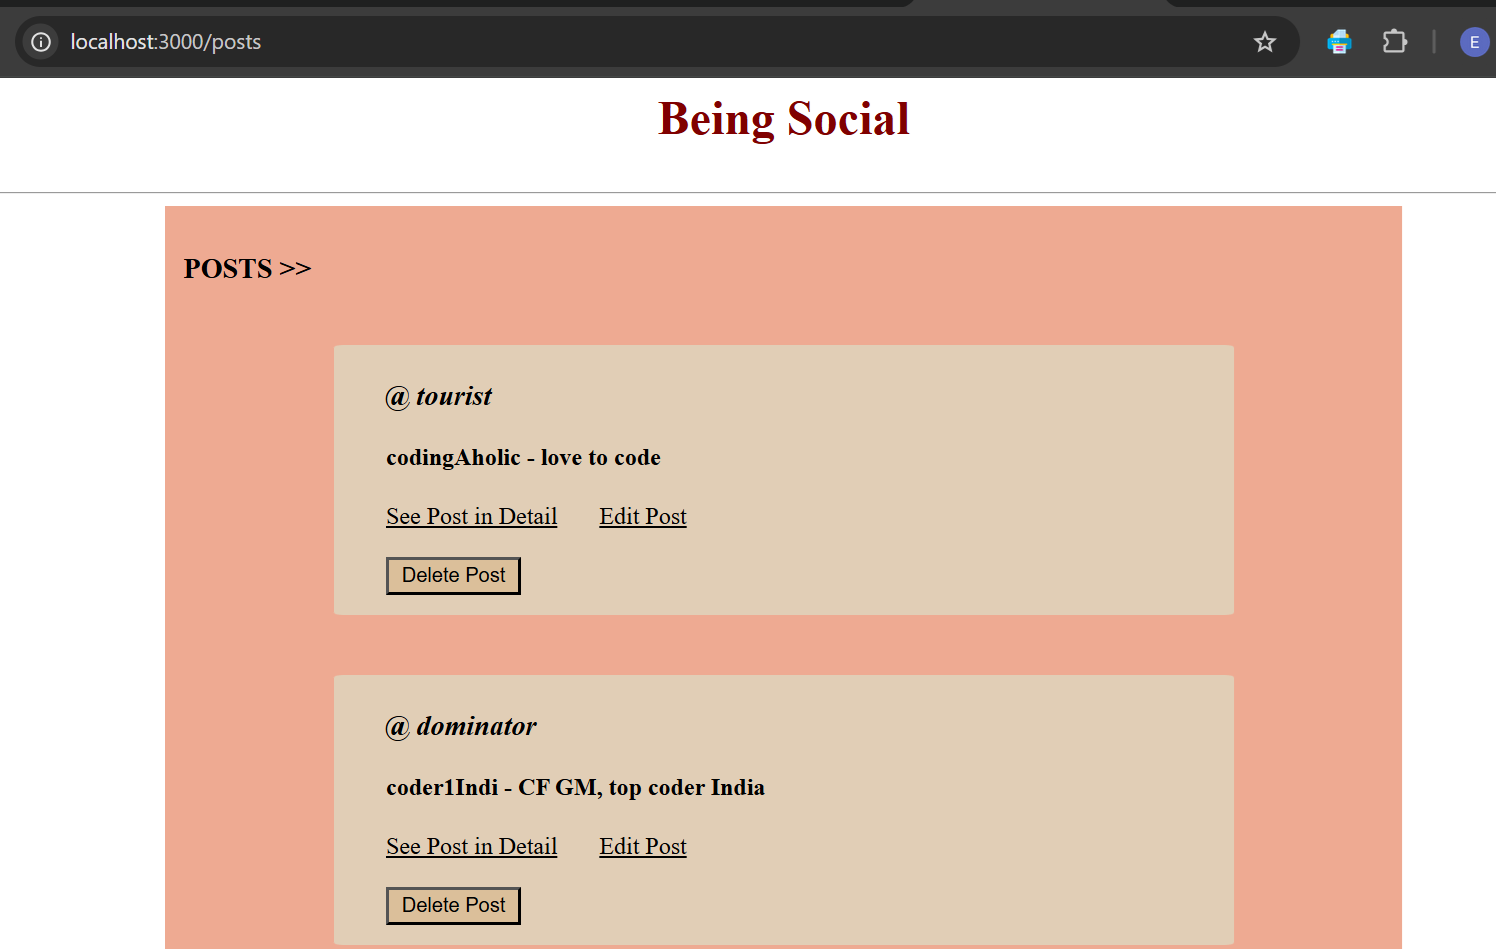 localhost:3000/posts
E
Being Social
POSTS >>
@ tourist
codingAholic - love to code
See Post in Detail Edit Post
Delete Post
@ dominator
coder1Indi - CF GM, top coder India
See Post in Detail Edit Post
Delete Post